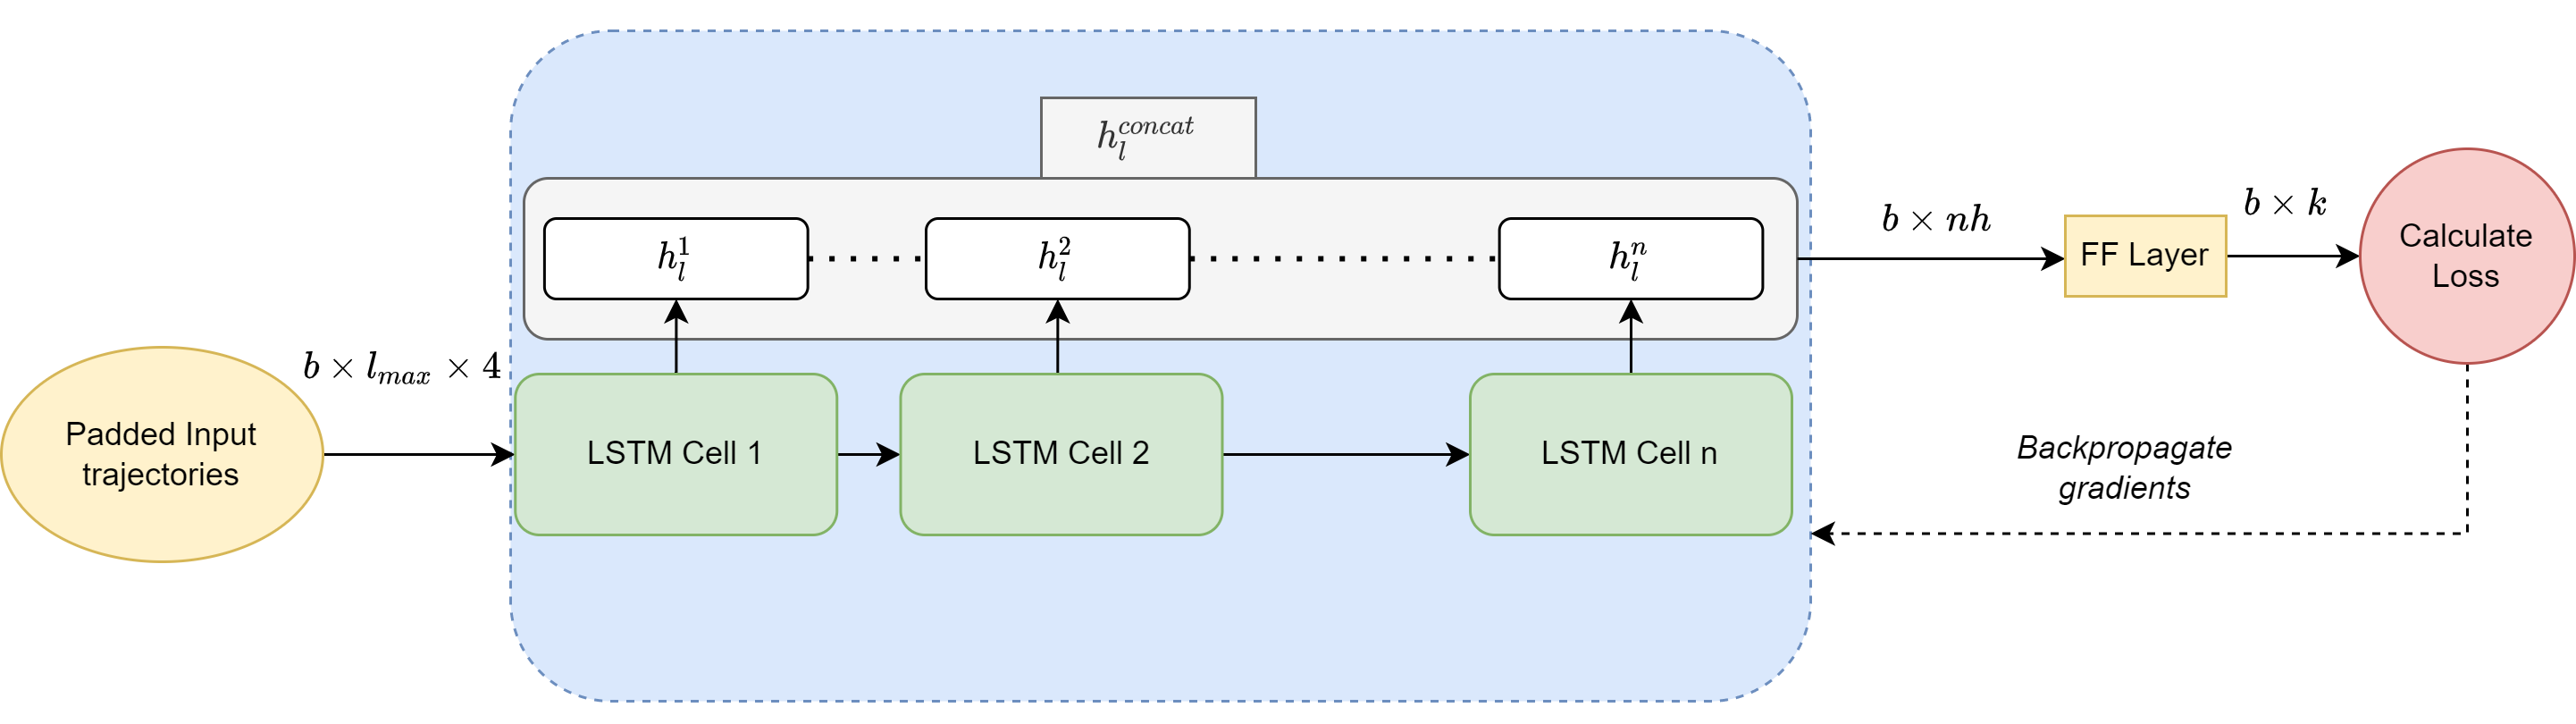 $h_l^{concat}$
$h_l^1$
$h_l^2$
$h_l^n$
$b \times nh$
FF Layer
$b \times k$
Calculate
Loss
$b \times l_{max} \times 4$
Padded Input
trajectories
LSTM Cell 1
LSTM Cell 2
LSTM Cell n
Backpropagate
gradients